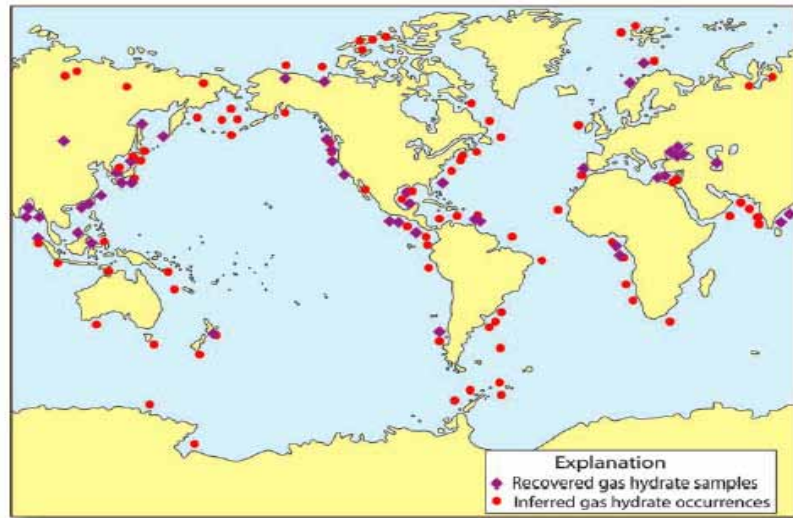 Explanation
Recovered gas hydrate samples
Inferred gas hydrate occurrences